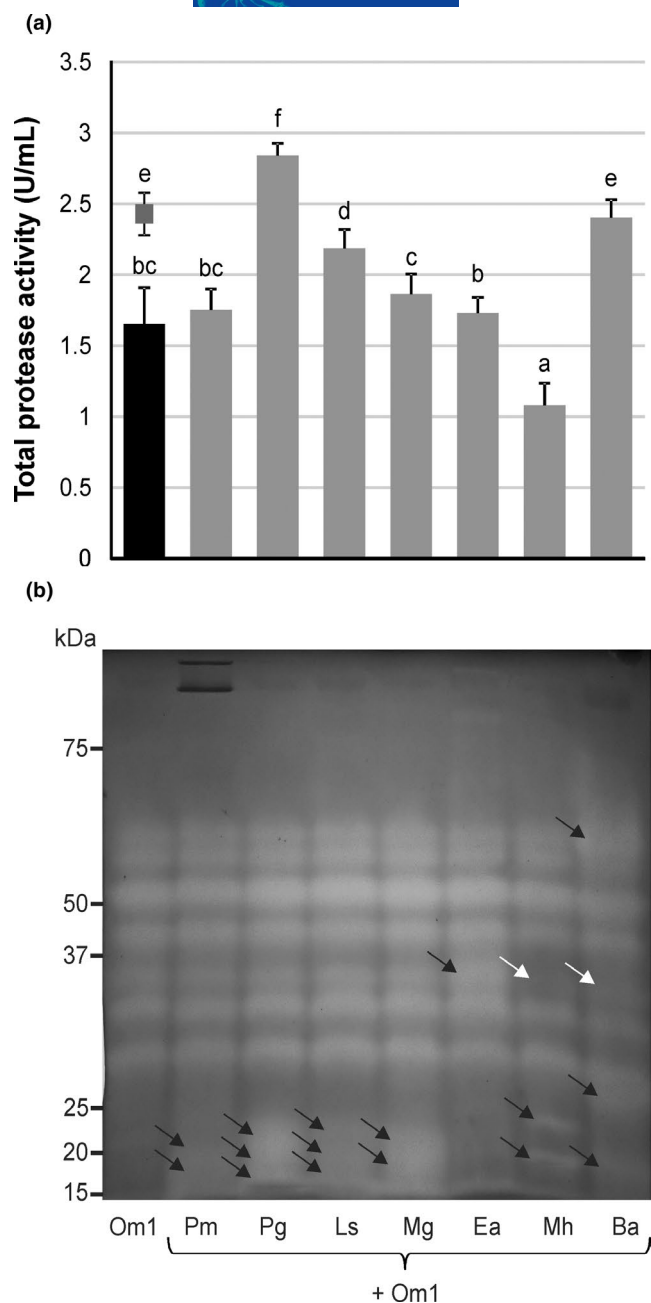 (a)
Total protease activity (U/mL)
3.5
3
2.5
2
1.5
1
0.5
0
e
bc
bc
f
d
c
b
a
e
(b)
kDa
75
50
37
25
20
15
Om1 Pm Pg Ls Mg Ea Mh Ba
+ Om1